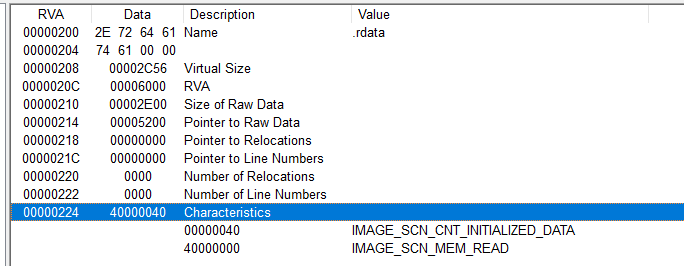 RVA Data Description Value
00000200 2E 72 64 61 Name .rdata
00000204 74 61 00 00
00000208 00002C56 Virtual Size
0000020C 00006000 RVA
00000210 00002E00 Size of Raw Data
00000214 00005200 Pointer to Raw Data
00000218 00000000 Pointer to Relocations
0000021C 00000000 Pointer to Line Numbers
00000220 0000 Number of Relocations
00000222 0000 Number of Line Numbers
00000224 40000040 Characteristics
00000040 IMAGE_SCN_CNT_INITIALIZED_DATA
40000000 IMAGE_SCN_MEM_READ